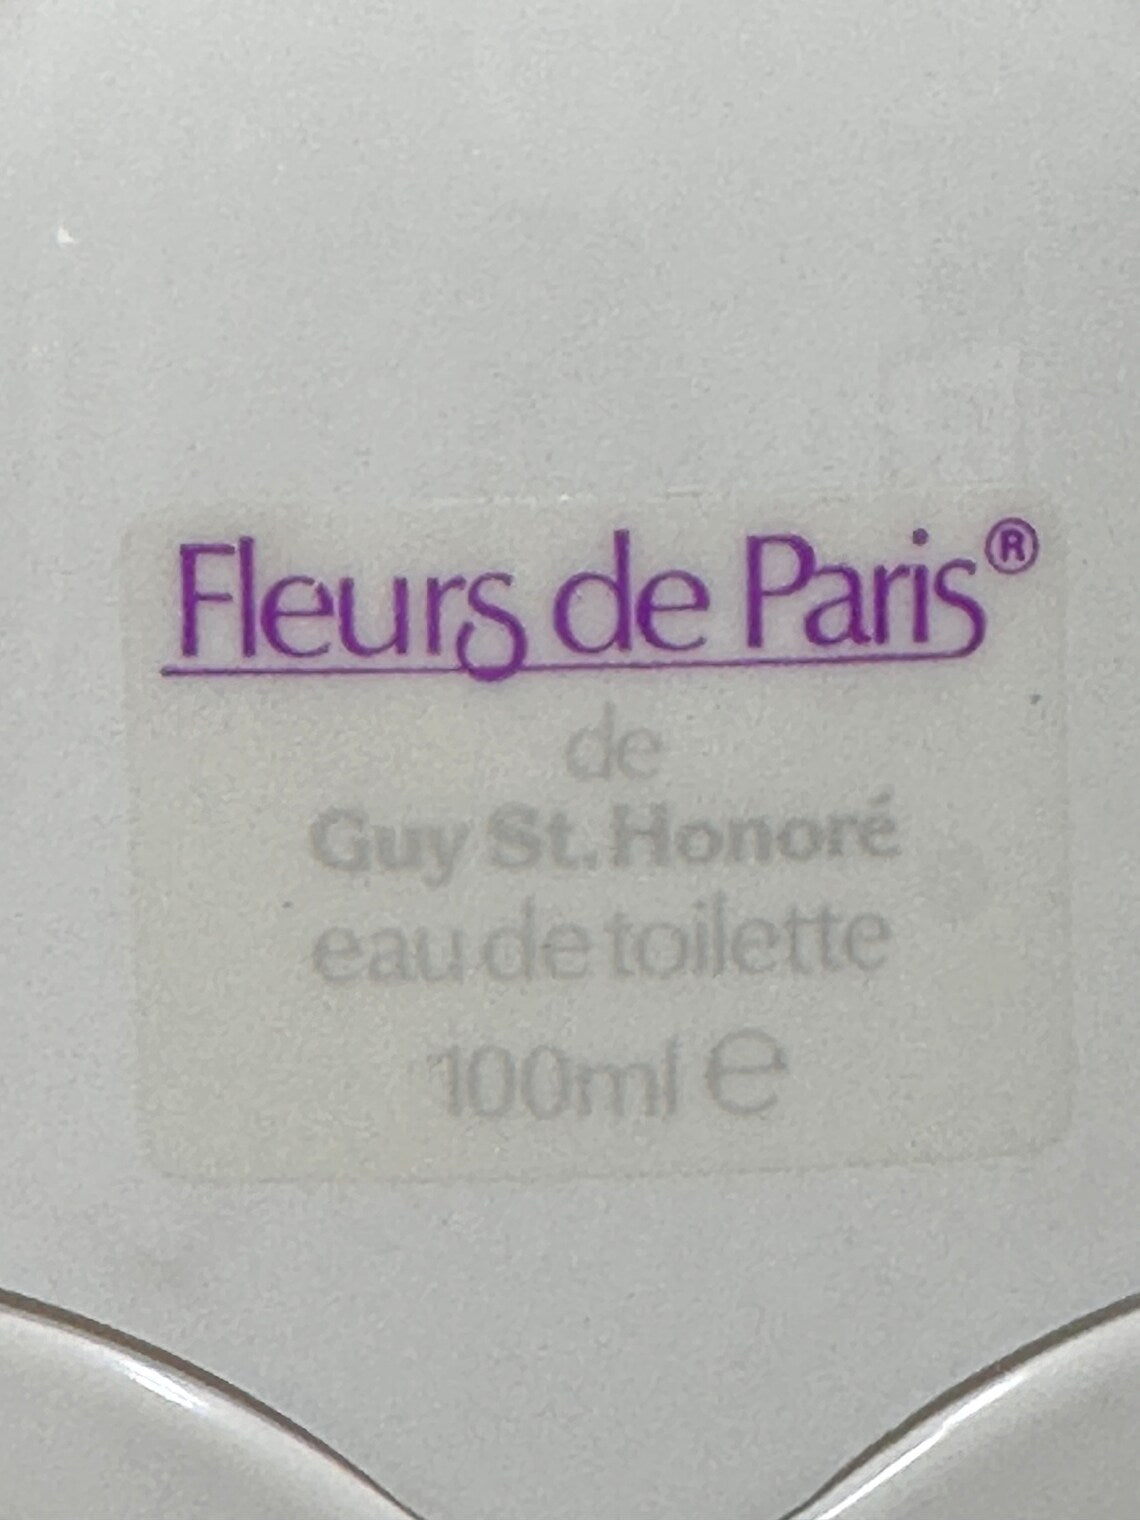 Fleurs de Paris®
de
Guy St. Honoré
eau de toilette
100ml ℮